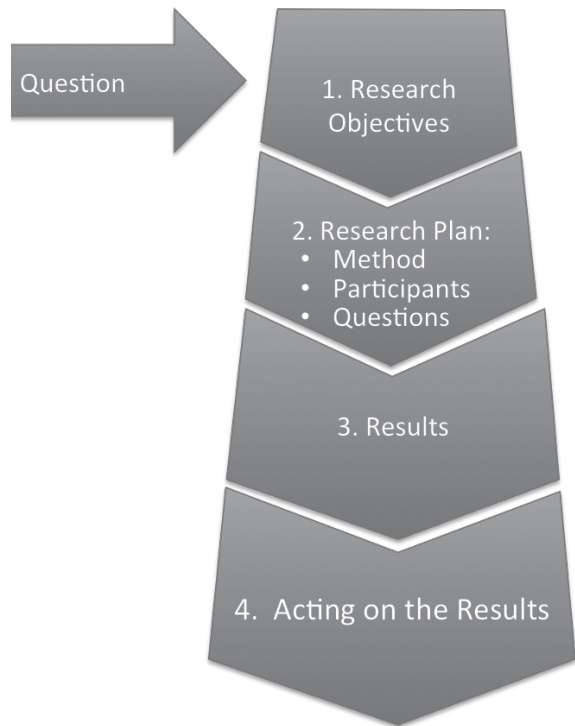 Question
1. Research
Objectives
2. Research Plan:
• Method
• Participants
• Questions
3. Results
4. Acting on the Results